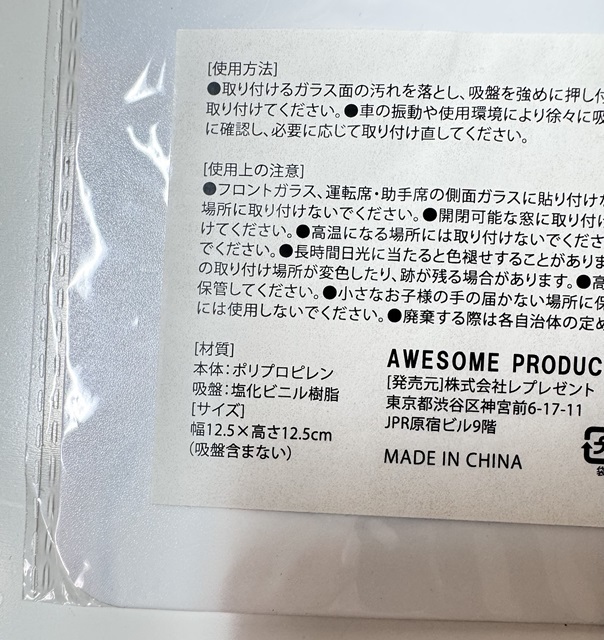 [使用方法]
●取り付けるガラス面の汚れを落とし、吸盤を強めに押し付
取り付けてください。●車の振動や使用環境により徐々に吸
に確認し、必要に応じて取り付け直してください。
[使用上の注意]
●フロントガラス、運転席・助手席の側面ガラスに貼り付けな
場所に取り付けないでください。●開閉可能な窓に取り付け
けてください。●高温になる場所には取り付けないでくださ
でください。●長時間日光に当たると色褪せすることがありま
の取り付け場所が変色したり、跡が残る場合があります。●高
保管してください。●小さなお子様の手の届かない場所に保
には使用しないでください。●廃棄する際は各自治体の定め
[材質]
本体：ポリプロピレン
吸盤：塩化ビニル樹脂
[サイズ]
幅12.5×高さ12.5cm
（吸盤含まない）
AWESOME PRODUC
[発売元]株式会社レプレゼント
東京都渋谷区神宮前6-17-11
JPR原宿ビル9階
MADE IN CHINA
袋